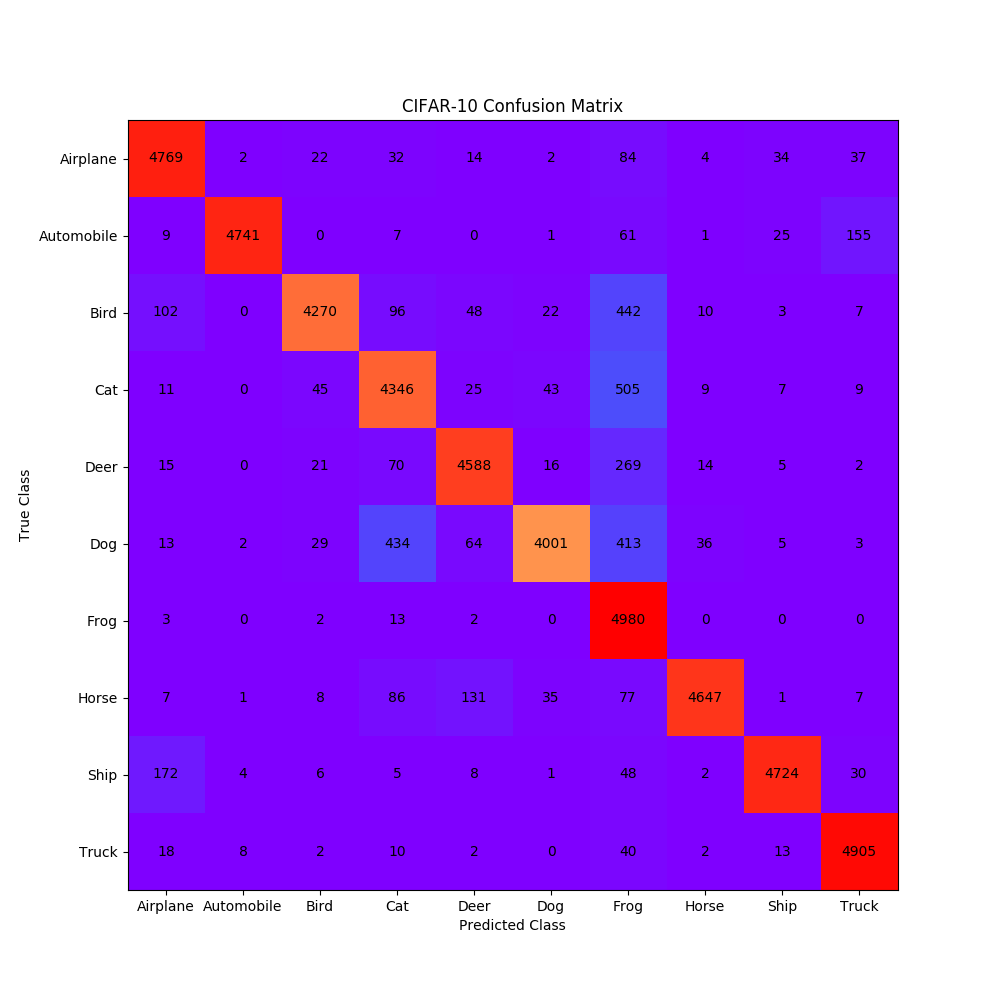 CIFAR-10 Confusion Matrix
Airplane 4769 2 22 32 14 2 84 4 34 37
Automobile 9 4741 0 7 0 1 61 1 25 155
Bird 102 0 4270 96 48 22 442 10 3 7
Cat 11 0 45 4346 25 43 505 9 7 9
Deer 15 0 21 70 4588 16 269 14 5 2
Dog 13 2 29 434 64 4001 413 36 5 3
Frog 3 0 2 13 2 0 4980 0 0 0
Horse 7 1 8 86 131 35 77 4647 1 7
Ship 172 4 6 5 8 1 48 2 4724 30
Truck 18 8 2 10 2 0 40 2 13 4905
Airplane Automobile Bird Cat Deer Dog Frog Horse Ship Truck
Predicted Class
True Class